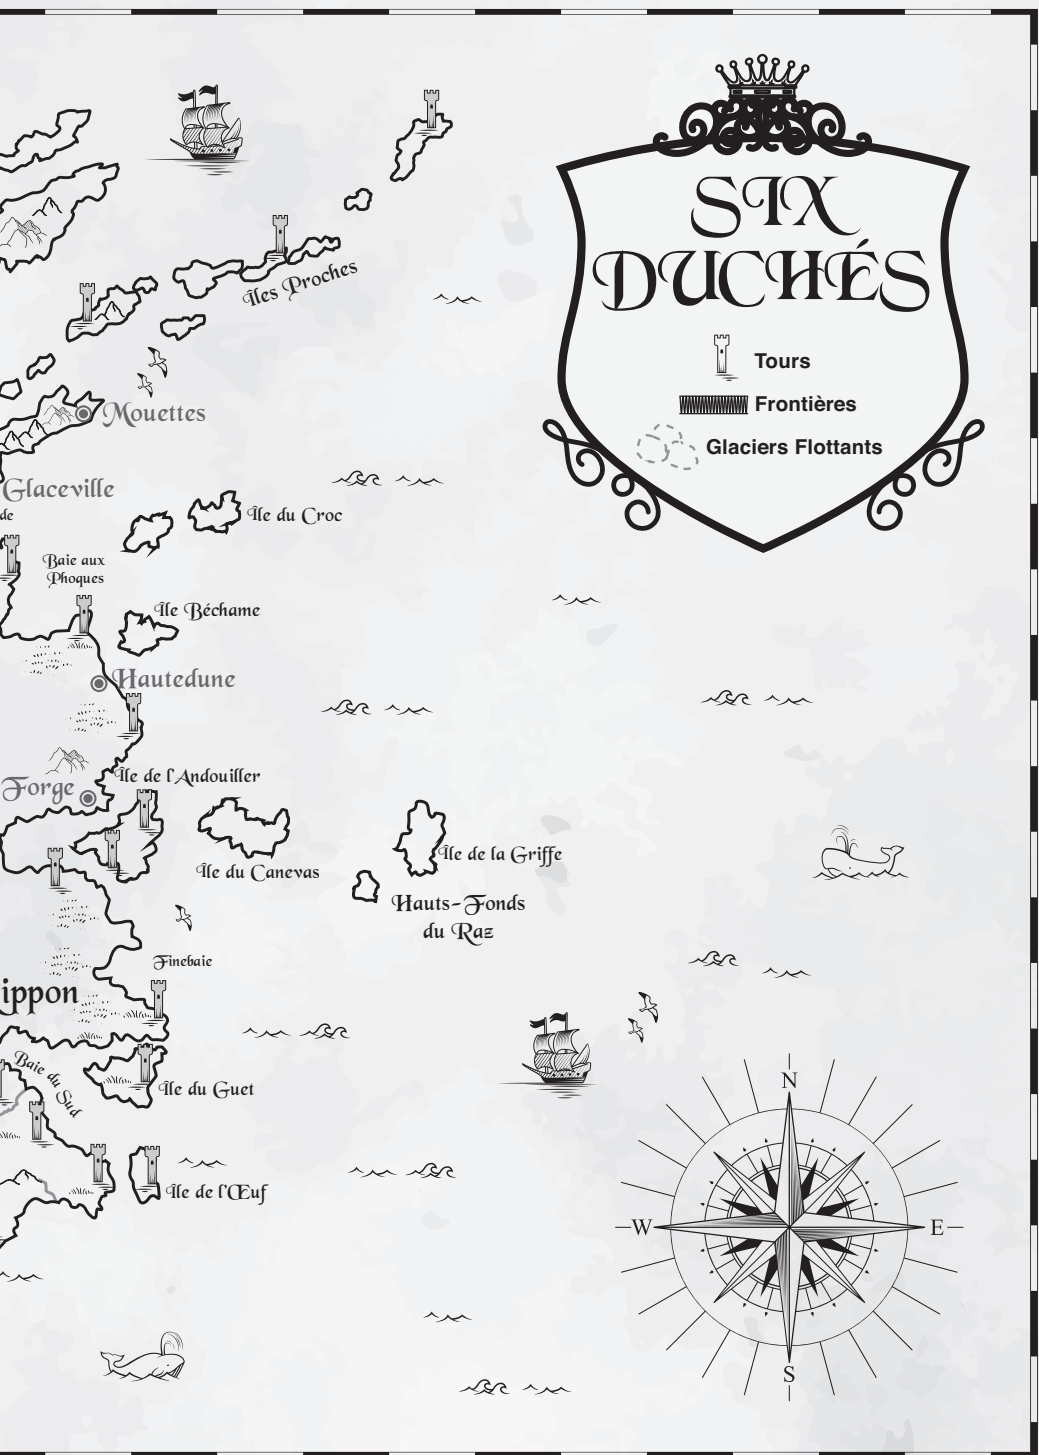 SIX
DUCHÉS
Tours
Frontières
Glaciers Flottants
Îles Proches
Mouettes
Glaceville
de
Île du Croc
Baie aux
Phoques
Île Béchame
Hautedune
Île de l'Andouiller
Forge
Île de la Griffe
Île du Canevas
Hauts-Fonds
du Raz
Finebaie
ippon
Baie du Sud
Île du Guet
Île de l'Œuf
N
W
E
S